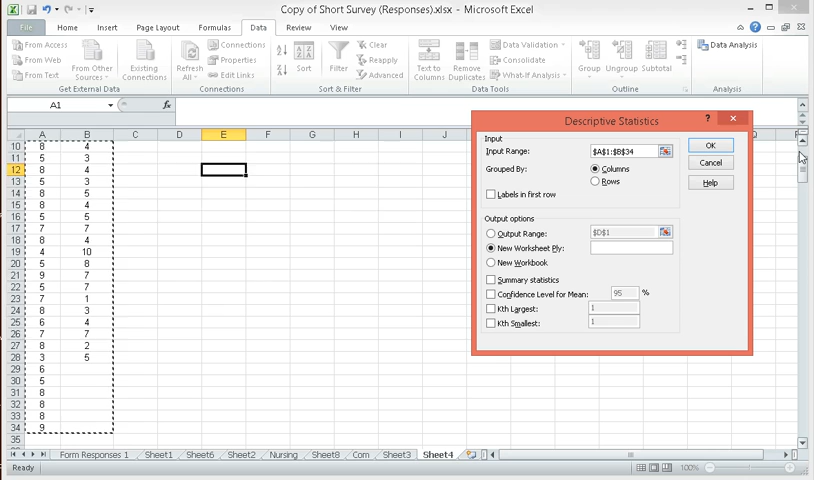 Copy of Short Survey (Responses).xlsx - Microsoft Excel
File Home Insert Page Layout Formulas Data Review View
From Access
From Web
From Text
From Other Sources
Existing Connections
Get External Data
Refresh All
Connections
Properties
Edit Links
Connections
Sort
Filter
Clear
Reapply
Advanced
Sort & Filter
Text to Columns
Remove Duplicates
Data Validation
Consolidate
What-If Analysis
Data Tools
Group
Ungroup
Subtotal
Outline
Data Analysis
Analysis
A1 fx
A B C D E F G H I J
10 8 4
11 5 3
12 8 4
13 5 3
14 8 5
15 8 4
16 5 5
17 7 7
18 8 4
19 4 10
20 5 8
21 9 7
22 5 7
23 7 1
24 8 3
25 6 4
26 7 7
27 8 2
28 3 5
29 6
30 5
31 8
32 8
33 8
34 9
35
Descriptive Statistics
Input
Input Range: $A$1:$B$34
Grouped By: Columns
Rows
Labels in first row
Output options
Output Range: $D$1
New Worksheet Ply:
New Workbook
Summary statistics
Confidence Level for Mean: 95 %
Kth Largest: 1
Kth Smallest: 1
OK
Cancel
Help
Form Responses 1 Sheet1 Sheet6 Sheet2 Nursing Sheet8 Com Sheet3 Sheet4
Ready 100%